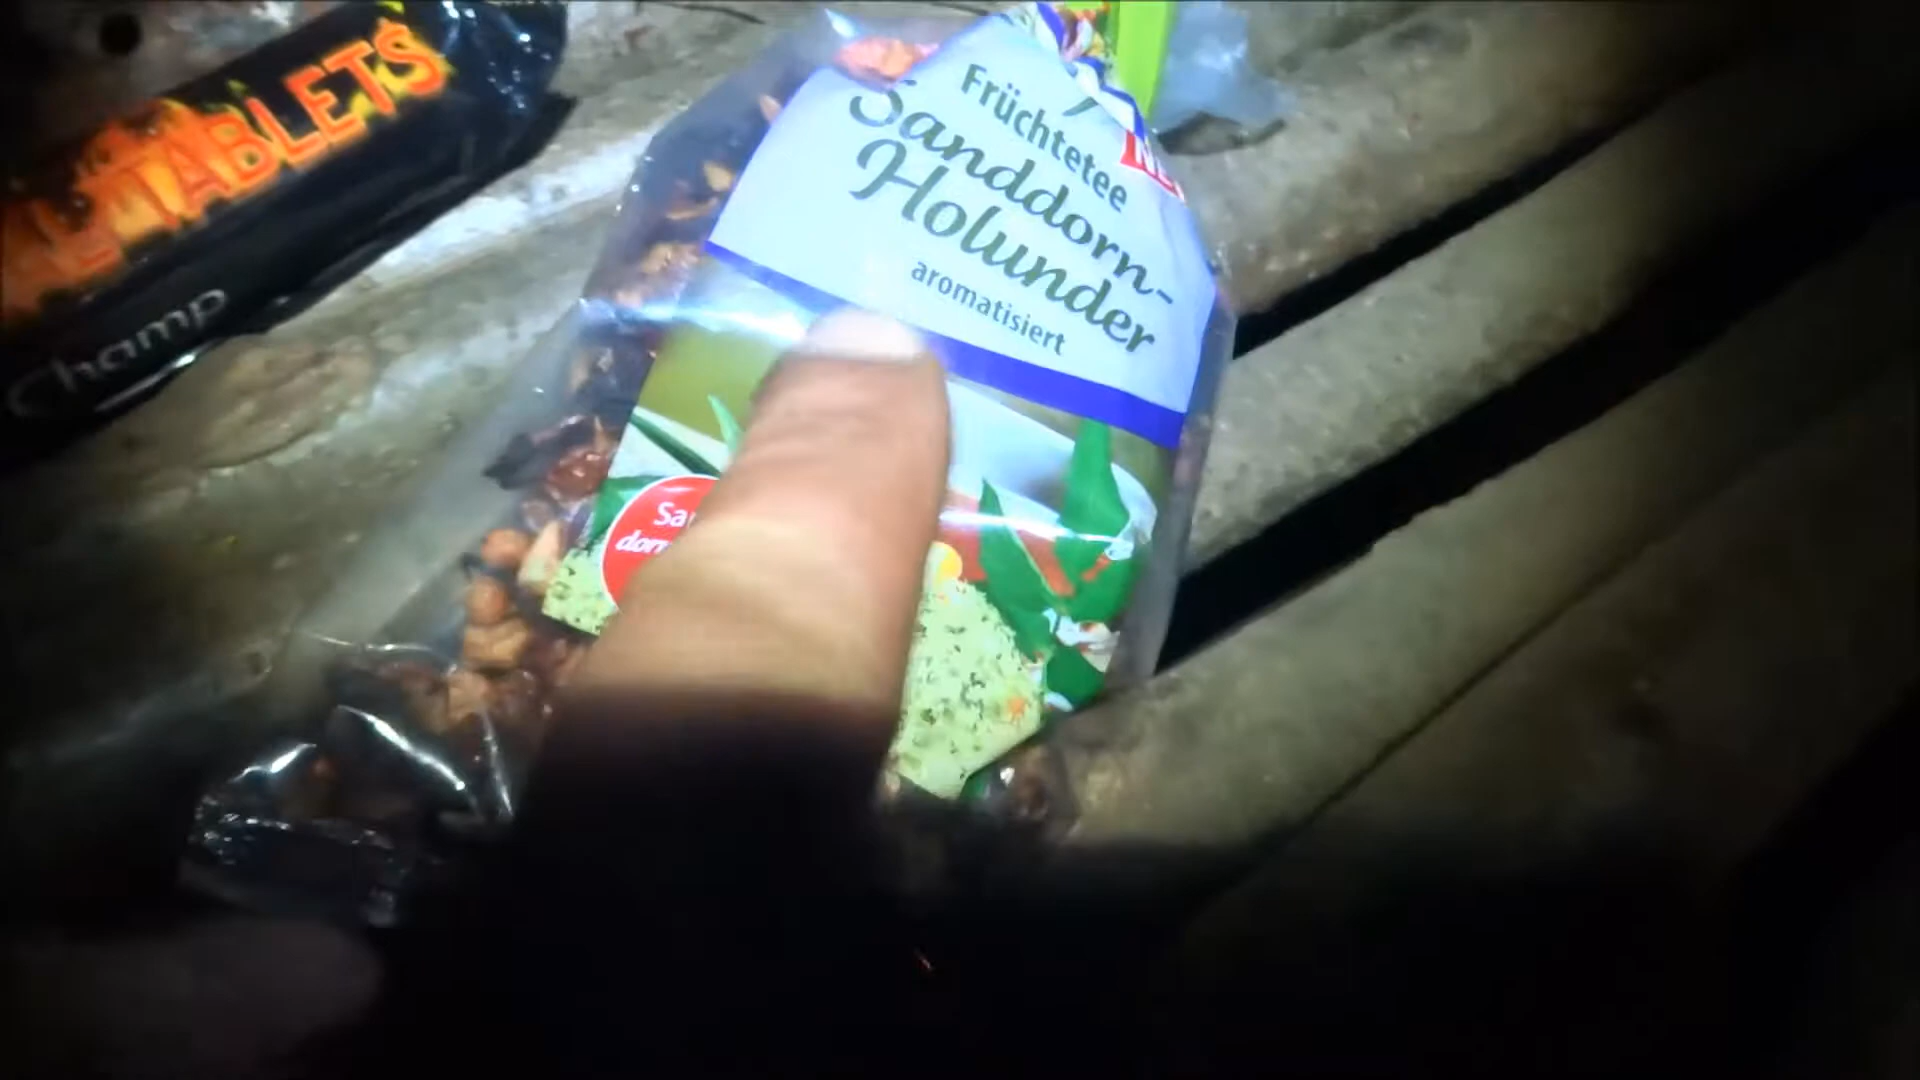 TABLETS
Champ
Früchtetee
Sanddorn-
Holunder
aromatisiert